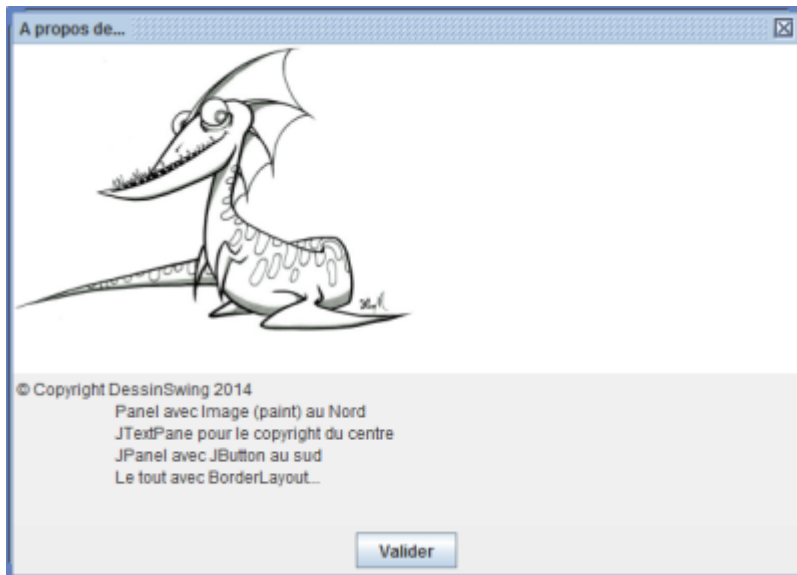 A propos de...
© Copyright DessinSwing 2014
Panel avec Image (paint) au Nord
JTextPane pour le copyright du centre
JPanel avec JButton au sud
Le tout avec BorderLayout...
Valider